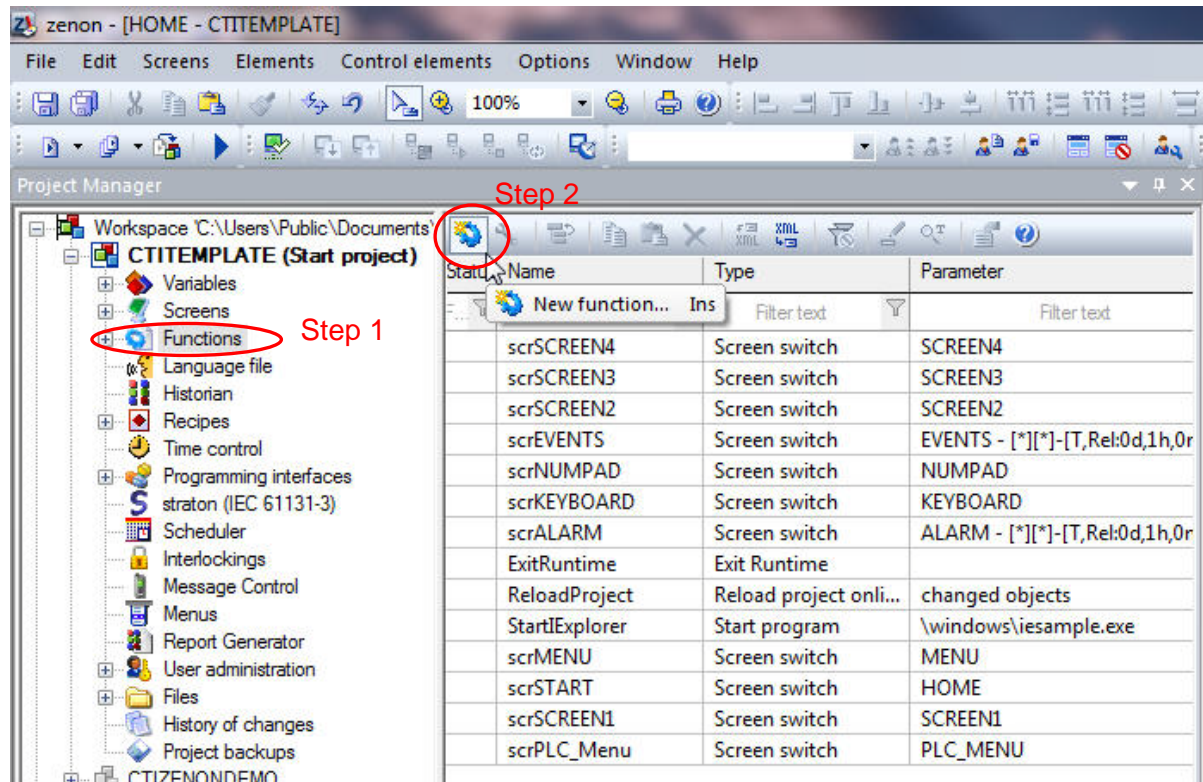 zenon - [HOME - CTITEMPLATE]
File Edit Screens Elements Control elements Options Window Help
100%
Project Manager
Step 2
Workspace 'C:\Users\Public\Documents\
CTITEMPLATE (Start project)
Variables
Screens
Functions
Step 1
Language file
Historian
Recipes
Time control
Programming interfaces
straton (IEC 61131-3)
Scheduler
Interlockings
Message Control
Menus
Report Generator
User administration
Files
History of changes
Project backups
CTIZENONDEMO
XML XML
Statu Name Type Parameter
New function... Ins
F... Filter text Filter text
scrSCREEN4 Screen switch SCREEN4
scrSCREEN3 Screen switch SCREEN3
scrSCREEN2 Screen switch SCREEN2
scrEVENTS Screen switch EVENTS - [*][*]-[T,Rel:0d,1h,0
scrNUMPAD Screen switch NUMPAD
scrKEYBOARD Screen switch KEYBOARD
scrALARM Screen switch ALARM - [*][*]-[T,Rel:0d,1h,0
ExitRuntime Exit Runtime
ReloadProject Reload project onli... changed objects
StartIExplorer Start program \windows\iesample.exe
scrMENU Screen switch MENU
scrSTART Screen switch HOME
scrSCREEN1 Screen switch SCREEN1
scrPLC_Menu Screen switch PLC_MENU